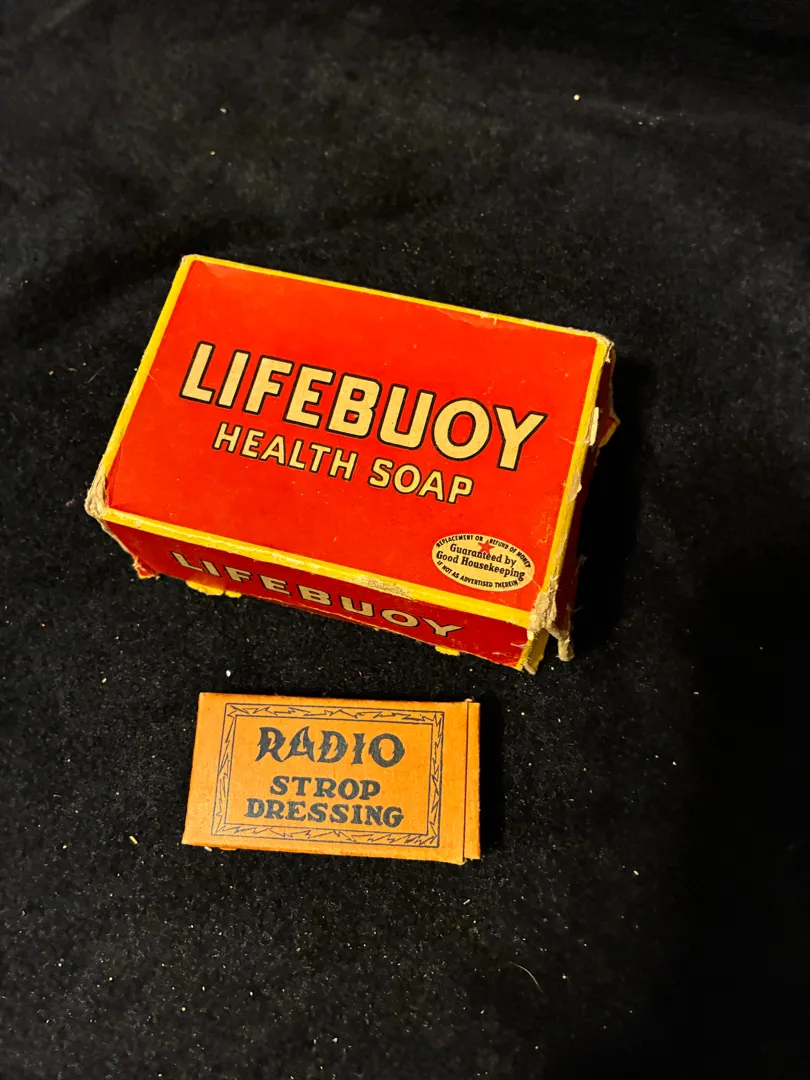 LIFEBUOY
HEALTH SOAP
REPLACEMENT OR REFUND OF MONEY
Guaranteed by
Good Housekeeping
IF NOT AS ADVERTISED THEREIN
LIFEBUOY
RADIO
STROP
DRESSING